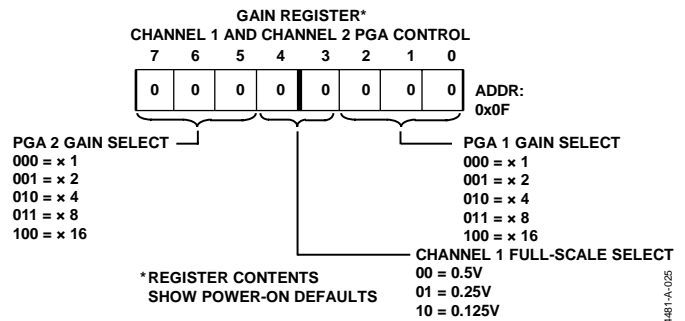 GAIN REGISTER*
CHANNEL 1 AND CHANNEL 2 PGA CONTROL
7 6 5 4 3 2 1 0
0 0 0 0 0 0 0 0
ADDR:
0x0F
PGA 2 GAIN SELECT
000 = × 1
001 = × 2
010 = × 4
011 = × 8
100 = × 16
PGA 1 GAIN SELECT
000 = × 1
001 = × 2
010 = × 4
011 = × 8
100 = × 16
CHANNEL 1 FULL-SCALE SELECT
00 = 0.5V
01 = 0.25V
10 = 0.125V
*REGISTER CONTENTS
SHOW POWER-ON DEFAULTS